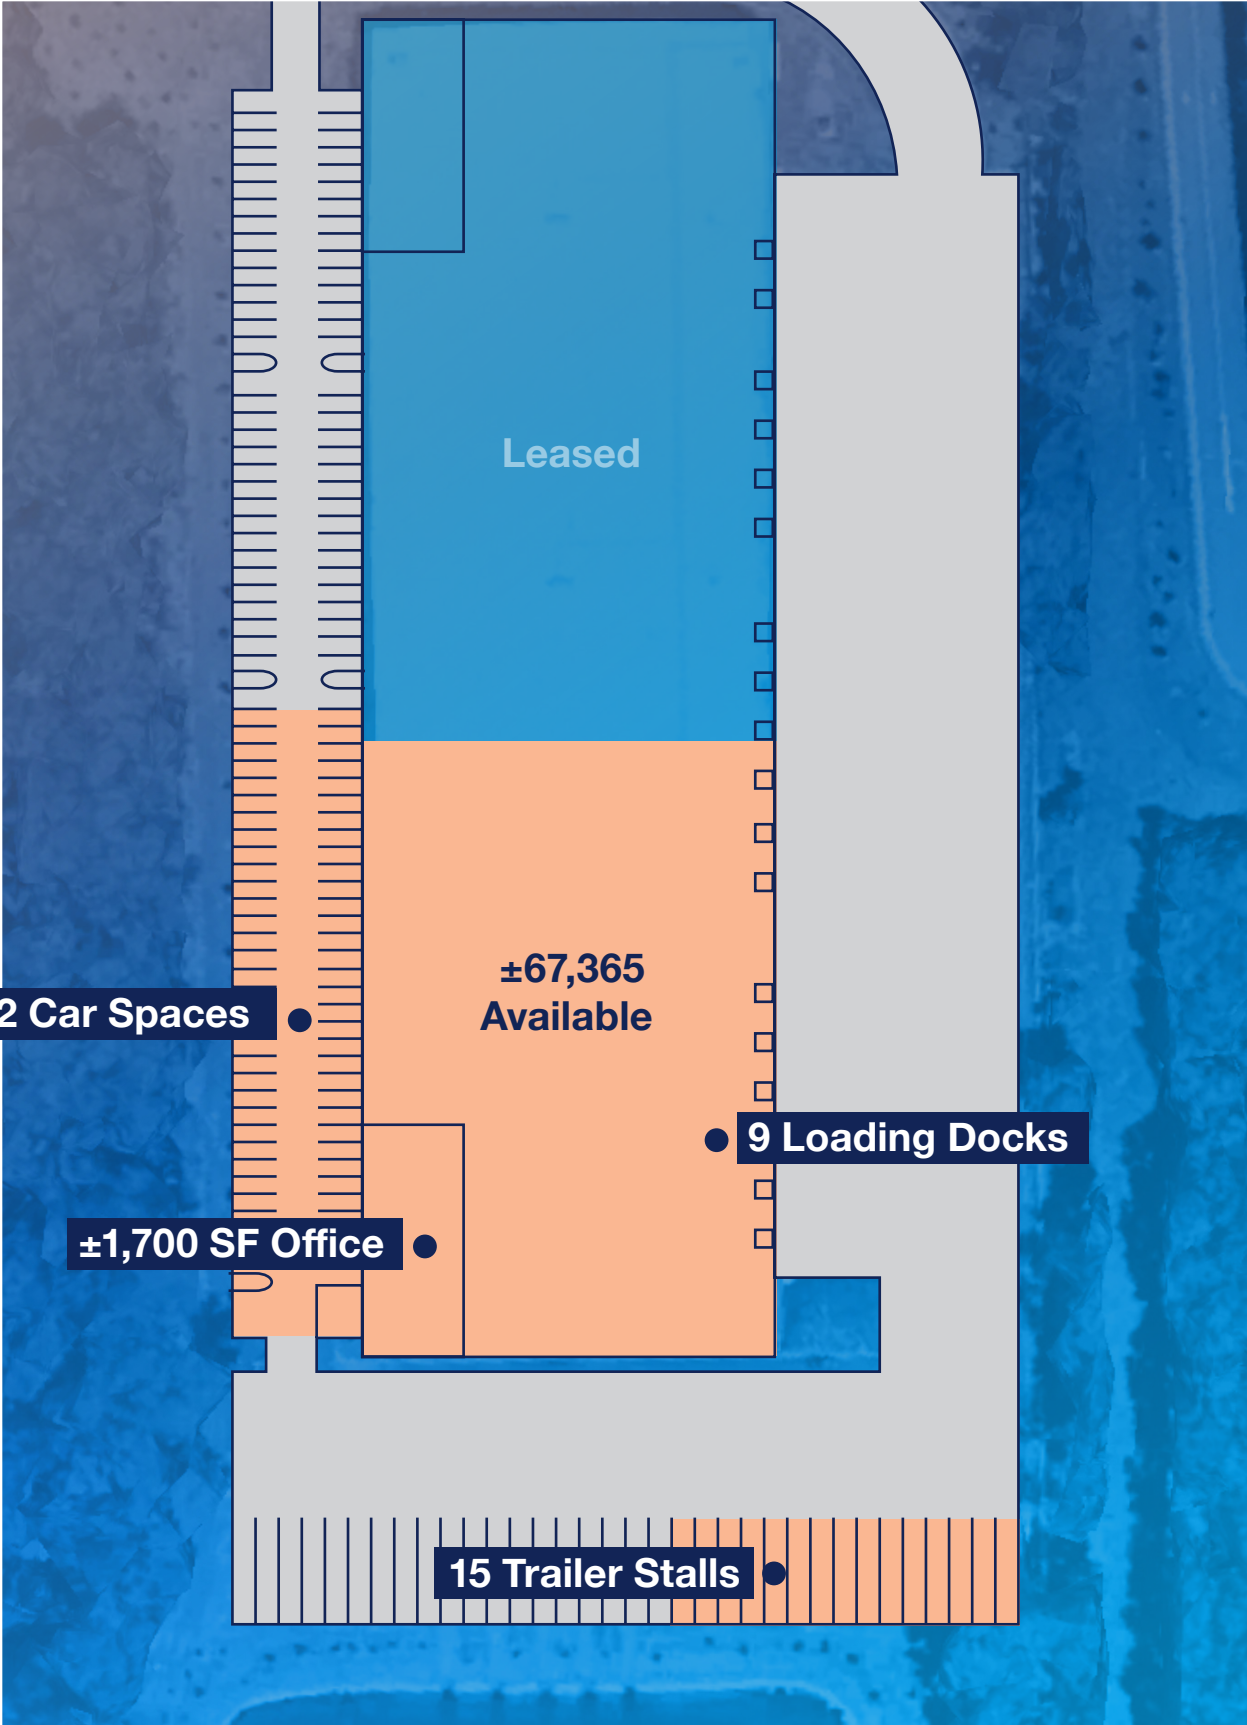 Leased
±67,365
Available
2 Car Spaces
9 Loading Docks
±1,700 SF Office
15 Trailer Stalls